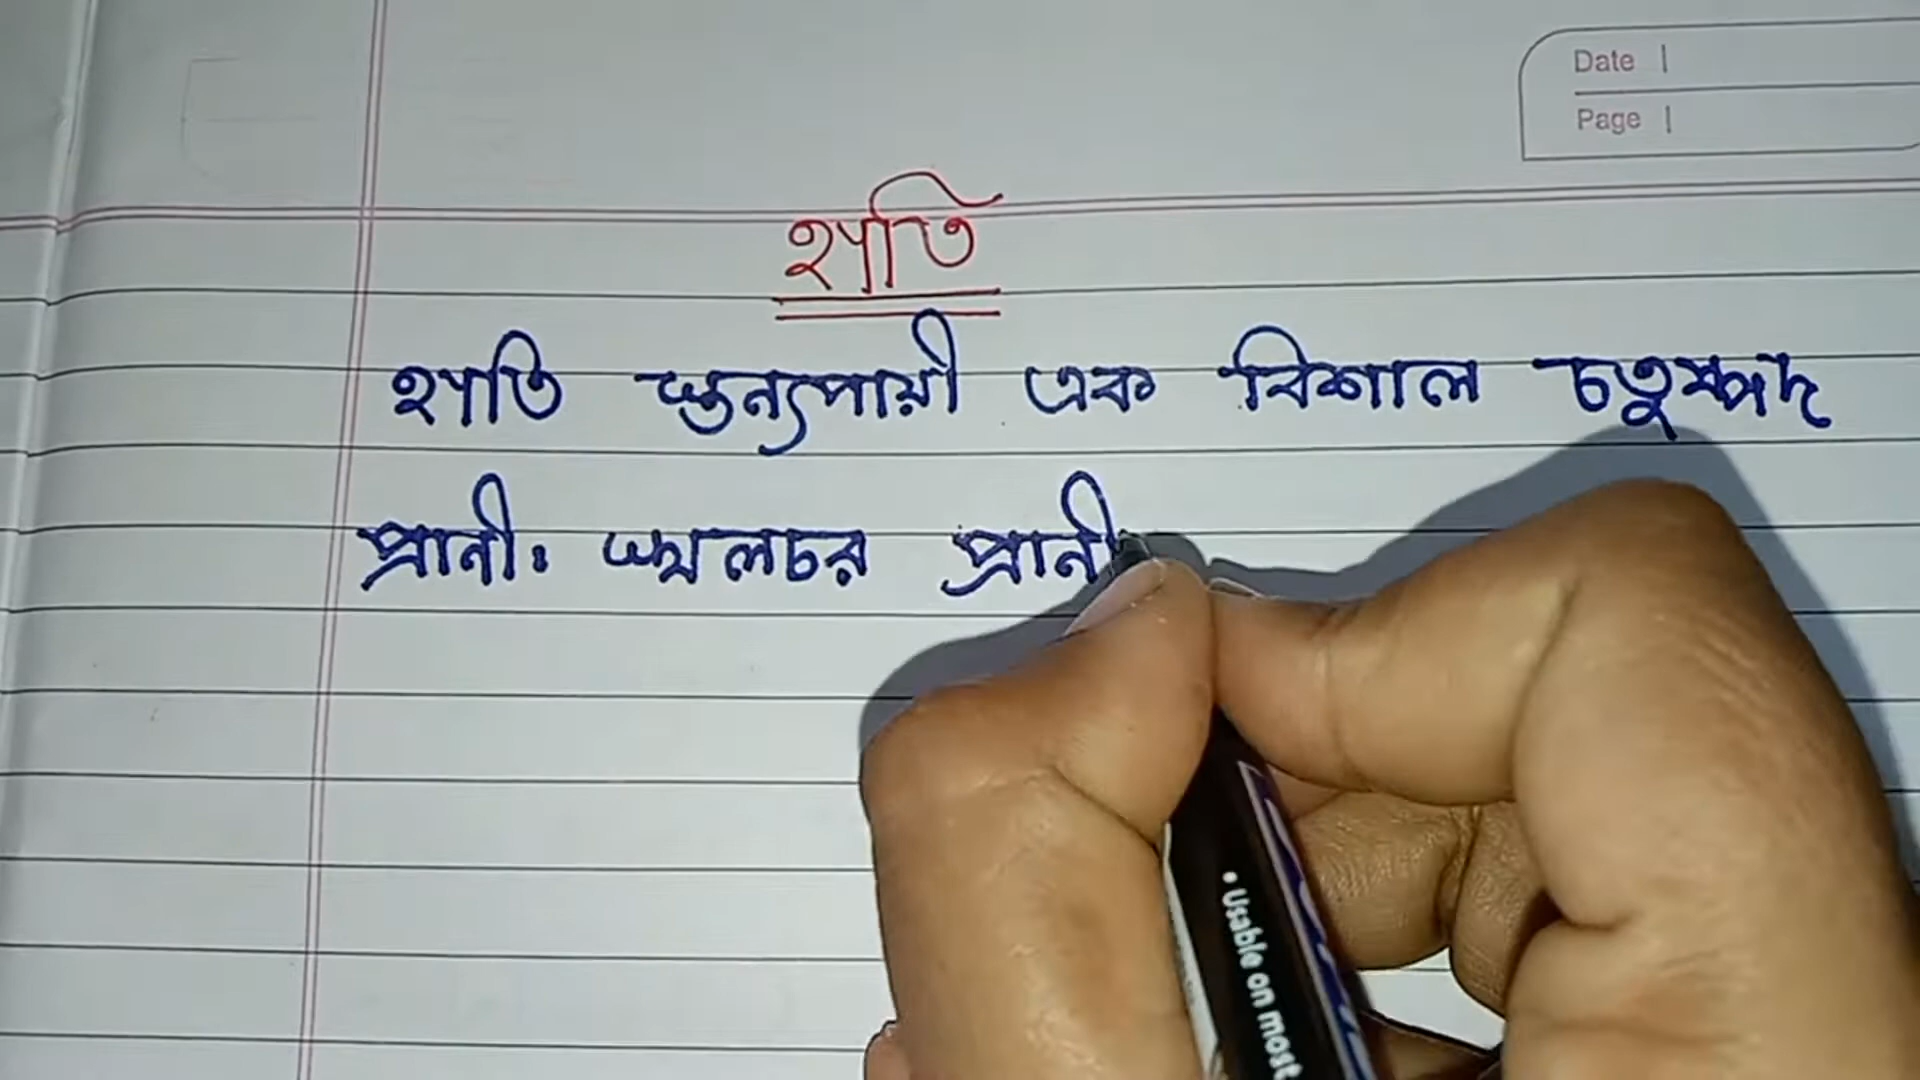 Date |
Page |
হাতি
হাতি স্তন্যপায়ী এক বিশাল চতুষ্পদ
প্রানী। স্থলচর প্রানী
• Usable on most